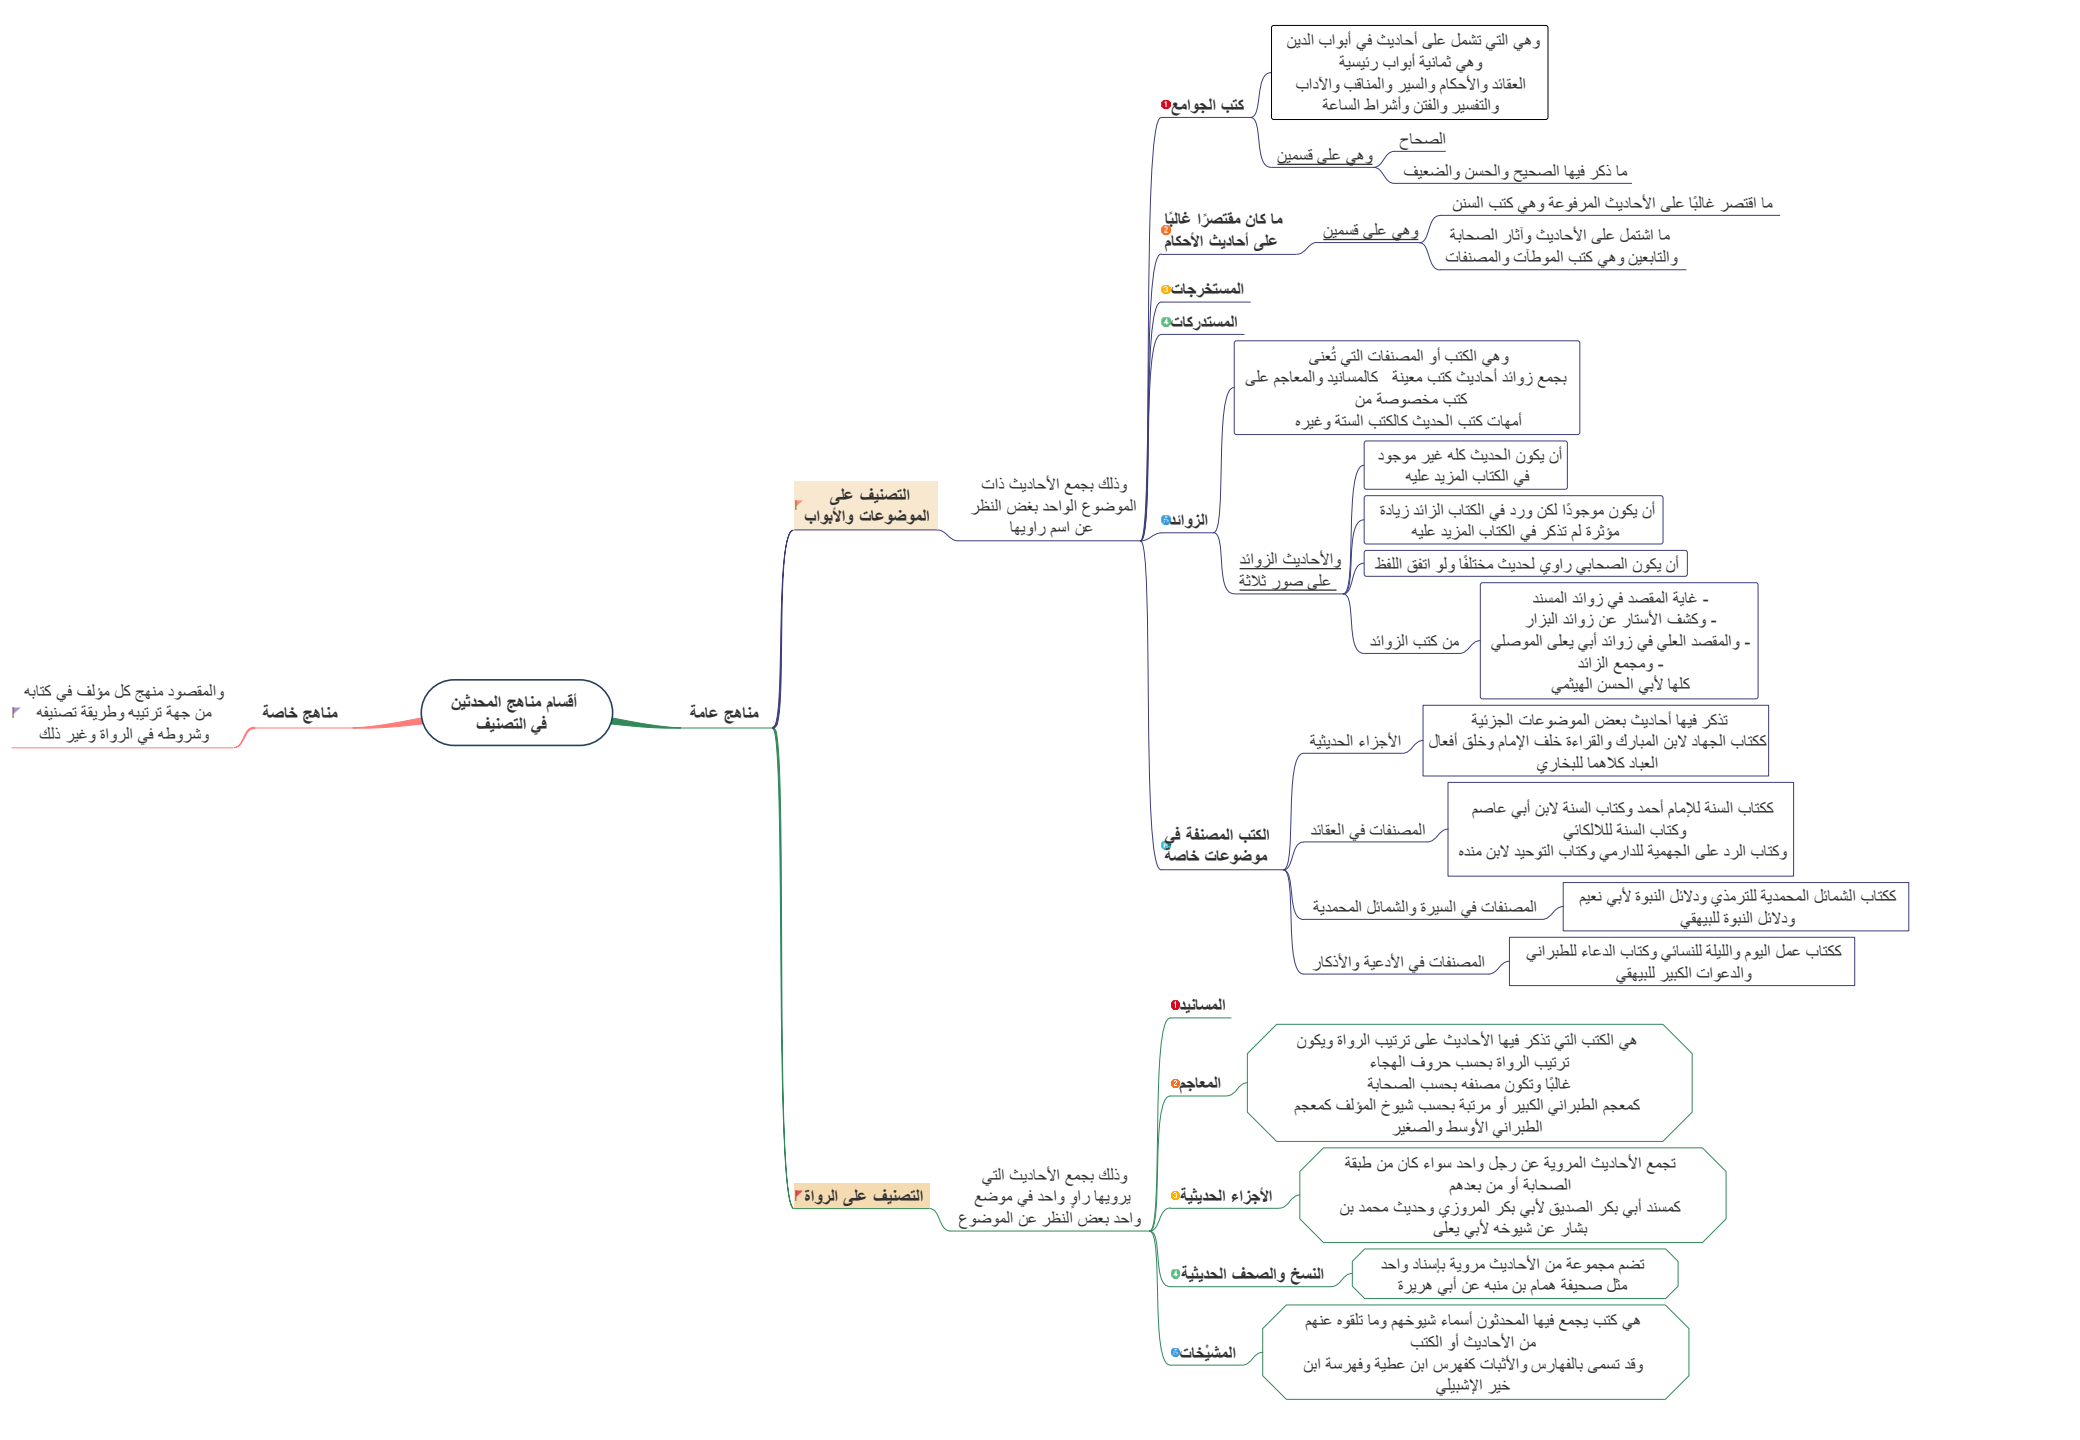 أقسام مناهج المحدثين
في التصنيف
مناهج عامة
التصنيف على
الموضوعات والأبواب
وذلك بجمع الأحاديث ذات
الموضوع الواحد بغض النظر
عن اسم راويها
1
كتب الجوامع
وهي التي تشمل على أحاديث في أبواب الدين
وهي ثمانية أبواب رئيسية
العقائد والأحكام والسير والمناقب والآداب
والتفسير والفتن وأشراط الساعة
وهي على قسمين
الصحاح
ما ذكر فيها الصحيح والحسن والضعيف
2
ما كان مقتصرًا غالبًا
على أحاديث الأحكام
وهي على قسمين
ما اقتصر غالبًا على الأحاديث المرفوعة وهي كتب السنن
ما اشتمل على الأحاديث وآثار الصحابة
والتابعين وهي كتب الموطآت والمصنفات
3
المستخرجات
4
المستدركات
5
الزوائد
وهي الكتب أو المصنفات التي تُعنى
بجمع زوائد أحاديث كتب معينة كالمسانيد والمعاجم على
كتب مخصوصة من
أمهات كتب الحديث كالكتب الستة وغيره
والأحاديث الزوائد
على صور ثلاثة
أن يكون الحديث كله غير موجود
في الكتاب المزيد عليه
أن يكون موجودًا لكن ورد في الكتاب الزائد زيادة
مؤثرة لم تذكر في الكتاب المزيد عليه
أن يكون الصحابي راوي لحديث مختلفًا ولو اتفق اللفظ
من كتب الزوائد
- غاية المقصد في زوائد المسند
- وكشف الأستار عن زوائد البزار
- والمقصد العلي في زوائد أبي يعلى الموصلي
- ومجمع الزائد
كلها لأبي الحسن الهيثمي
6
الكتب المصنفة في
موضوعات خاصة
الأجزاء الحديثية
تذكر فيها أحاديث بعض الموضوعات الجزئية
ككتاب الجهاد لابن المبارك والقراءة خلف الإمام وخلق أفعال
العباد كلاهما للبخاري
المصنفات في العقائد
ككتاب السنة للإمام أحمد وكتاب السنة لابن أبي عاصم
وكتاب السنة لللالكائي
وكتاب الرد على الجهمية للدارمي وكتاب التوحيد لابن منده
المصنفات في السيرة والشمائل المحمدية
ككتاب الشمائل المحمدية للترمذي ودلائل النبوة لأبي نعيم
ودلائل النبوة للبيهقي
المصنفات في الأدعية والأذكار
ككتاب عمل اليوم والليلة للنسائي وكتاب الدعاء للطبراني
والدعوات الكبير للبيهقي
التصنيف على الرواة
وذلك بجمع الأحاديث التي
يرويها راوٍ واحد في موضع
واحد بعض النظر عن الموضوع
1
المسانيد
2
المعاجم
هي الكتب التي تذكر فيها الأحاديث على ترتيب الرواة ويكون
ترتيب الرواة بحسب حروف الهجاء
غالبًا وتكون مصنفه بحسب الصحابة
كمعجم الطبراني الكبير أو مرتبة بحسب شيوخ المؤلف كمعجم
الطبراني الأوسط والصغير
3
الأجزاء الحديثية
تجمع الأحاديث المروية عن رجل واحد سواء كان من طبقة
الصحابة أو من بعدهم
كمسند أبي بكر الصديق لأبي بكر المروزي وحديث محمد بن
بشار عن شيوخه لأبي يعلى
4
النسخ والصحف الحديثية
تضم مجموعة من الأحاديث مروية بإسناد واحد
مثل صحيفة همام بن منبه عن أبي هريرة
5
المشيْخات
هي كتب يجمع فيها المحدثون أسماء شيوخهم وما تلقوه عنهم
من الأحاديث أو الكتب
وقد تسمى بالفهارس والأثبات كفهرس ابن عطية وفهرسة ابن
خير الإشبيلي
مناهج خاصة
والمقصود منهج كل مؤلف في كتابه
من جهة ترتيبه وطريقة تصنيفه
وشروطه في الرواة وغير ذلك